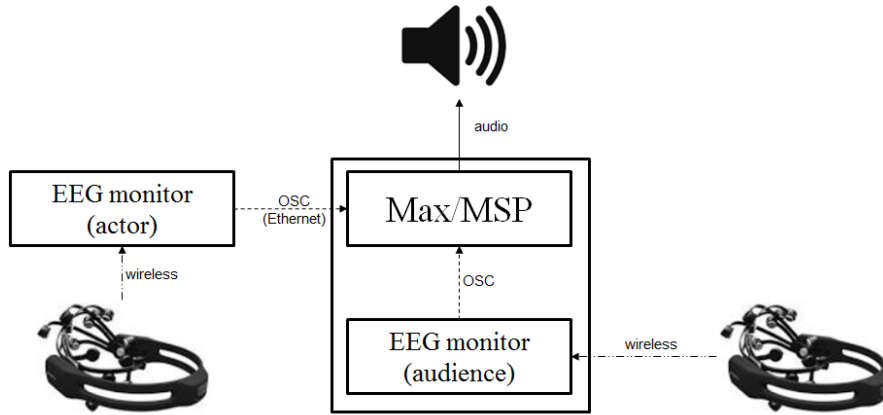 audio
EEG monitor
(actor)
OSC
(Ethernet)
Max/MSP
wireless
OSC
EEG monitor
(audience)
wireless